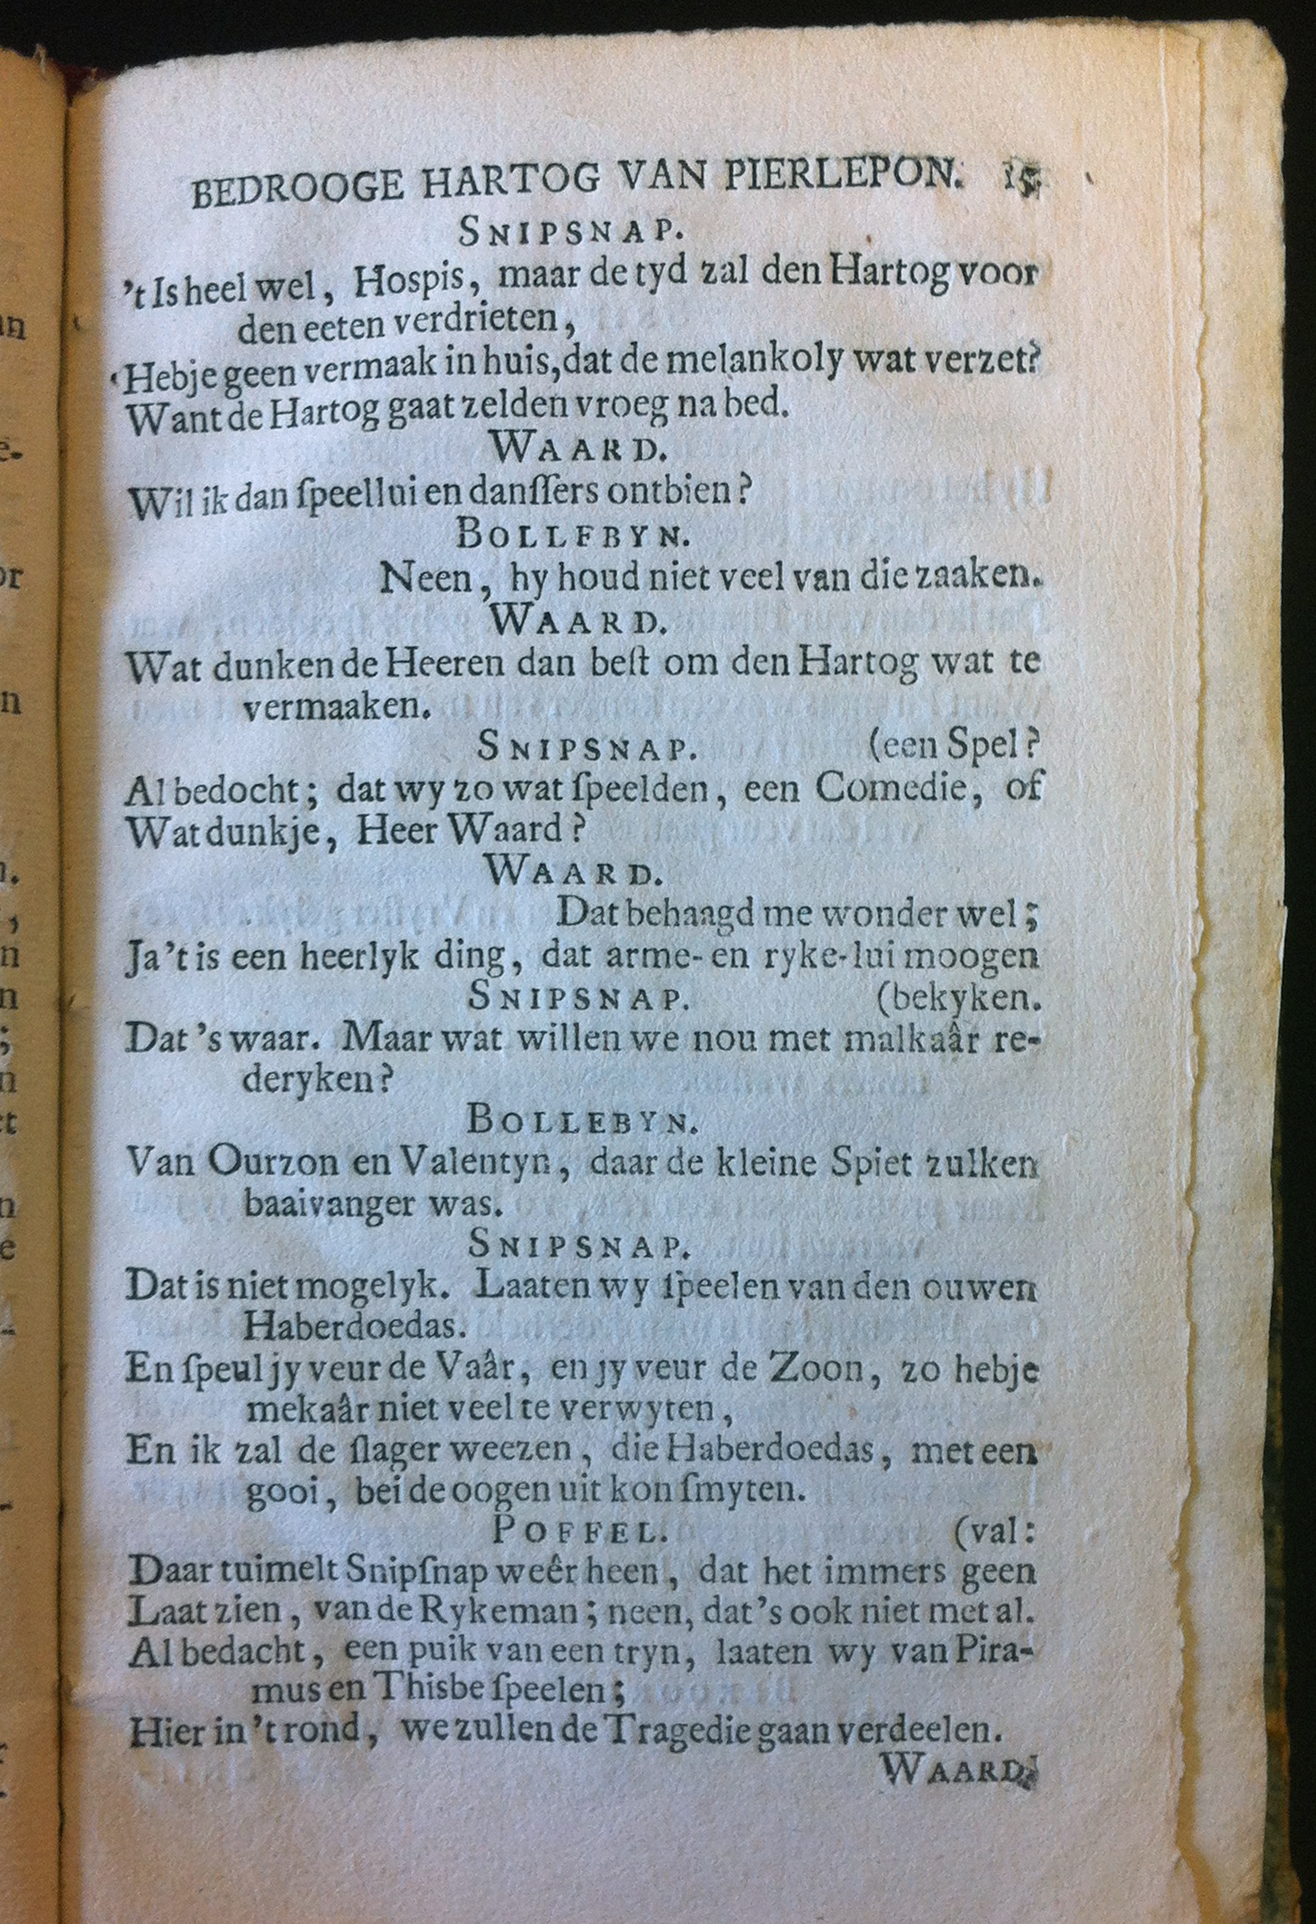 BEDROOGE HARTOG VAN PIERLEPON. 15
SNIPSNAP.
't Is heel wel, Hospis, maar de tyd zal den Hartog voor
den eeten verdrieten,
Hebje geen vermaak in huis, dat de melankoly wat verzet?
Want de Hartog gaat zelden vroeg na bed.
WAARD.
Wil ik dan ſpeellui en danſſers ontbien?
BOLLEBYN.
Neen, hy houd niet veel van die zaaken.
WAARD.
Wat dunken de Heeren dan beſt om den Hartog wat te
vermaaken.
SNIPSNAP. (een Spel?
Al bedocht; dat wy zo wat ſpeelden, een Comedie, of
Wat dunkje, Heer Waard?
WAARD.
Dat behaagd me wonder wel;
Ja 't is een heerlyk ding, dat arme- en ryke-lui moogen
SNIPSNAP. (bekyken.
Dat 's waar. Maar wat willen we nou met malkaâr re-
deryken?
BOLLEBYN.
Van Ourzon en Valentyn, daar de kleine Spiet zulken
baaivanger was.
SNIPSNAP.
Dat is niet mogelyk. Laaten wy ſpeelen van den ouwen
Haberdoedas.
En ſpeul jy veur de Vaâr, en jy veur de Zoon, zo hebje
mekaâr niet veel te verwyten,
En ik zal de ſlager weezen, die Haberdoedas, met een
gooi, bei de oogen uit kon ſmyten.
POFFEL. (val:
Daar tuimelt Snipſnap weêr heen, dat het immers geen
Laat zien, van de Rykeman; neen, dat's ook niet met al.
Al bedacht, een puik van een tryn, laaten wy van Pira-
mus en Thisbe ſpeelen;
Hier in 't rond, we zullen de Tragedie gaan verdeelen.
WAARD.